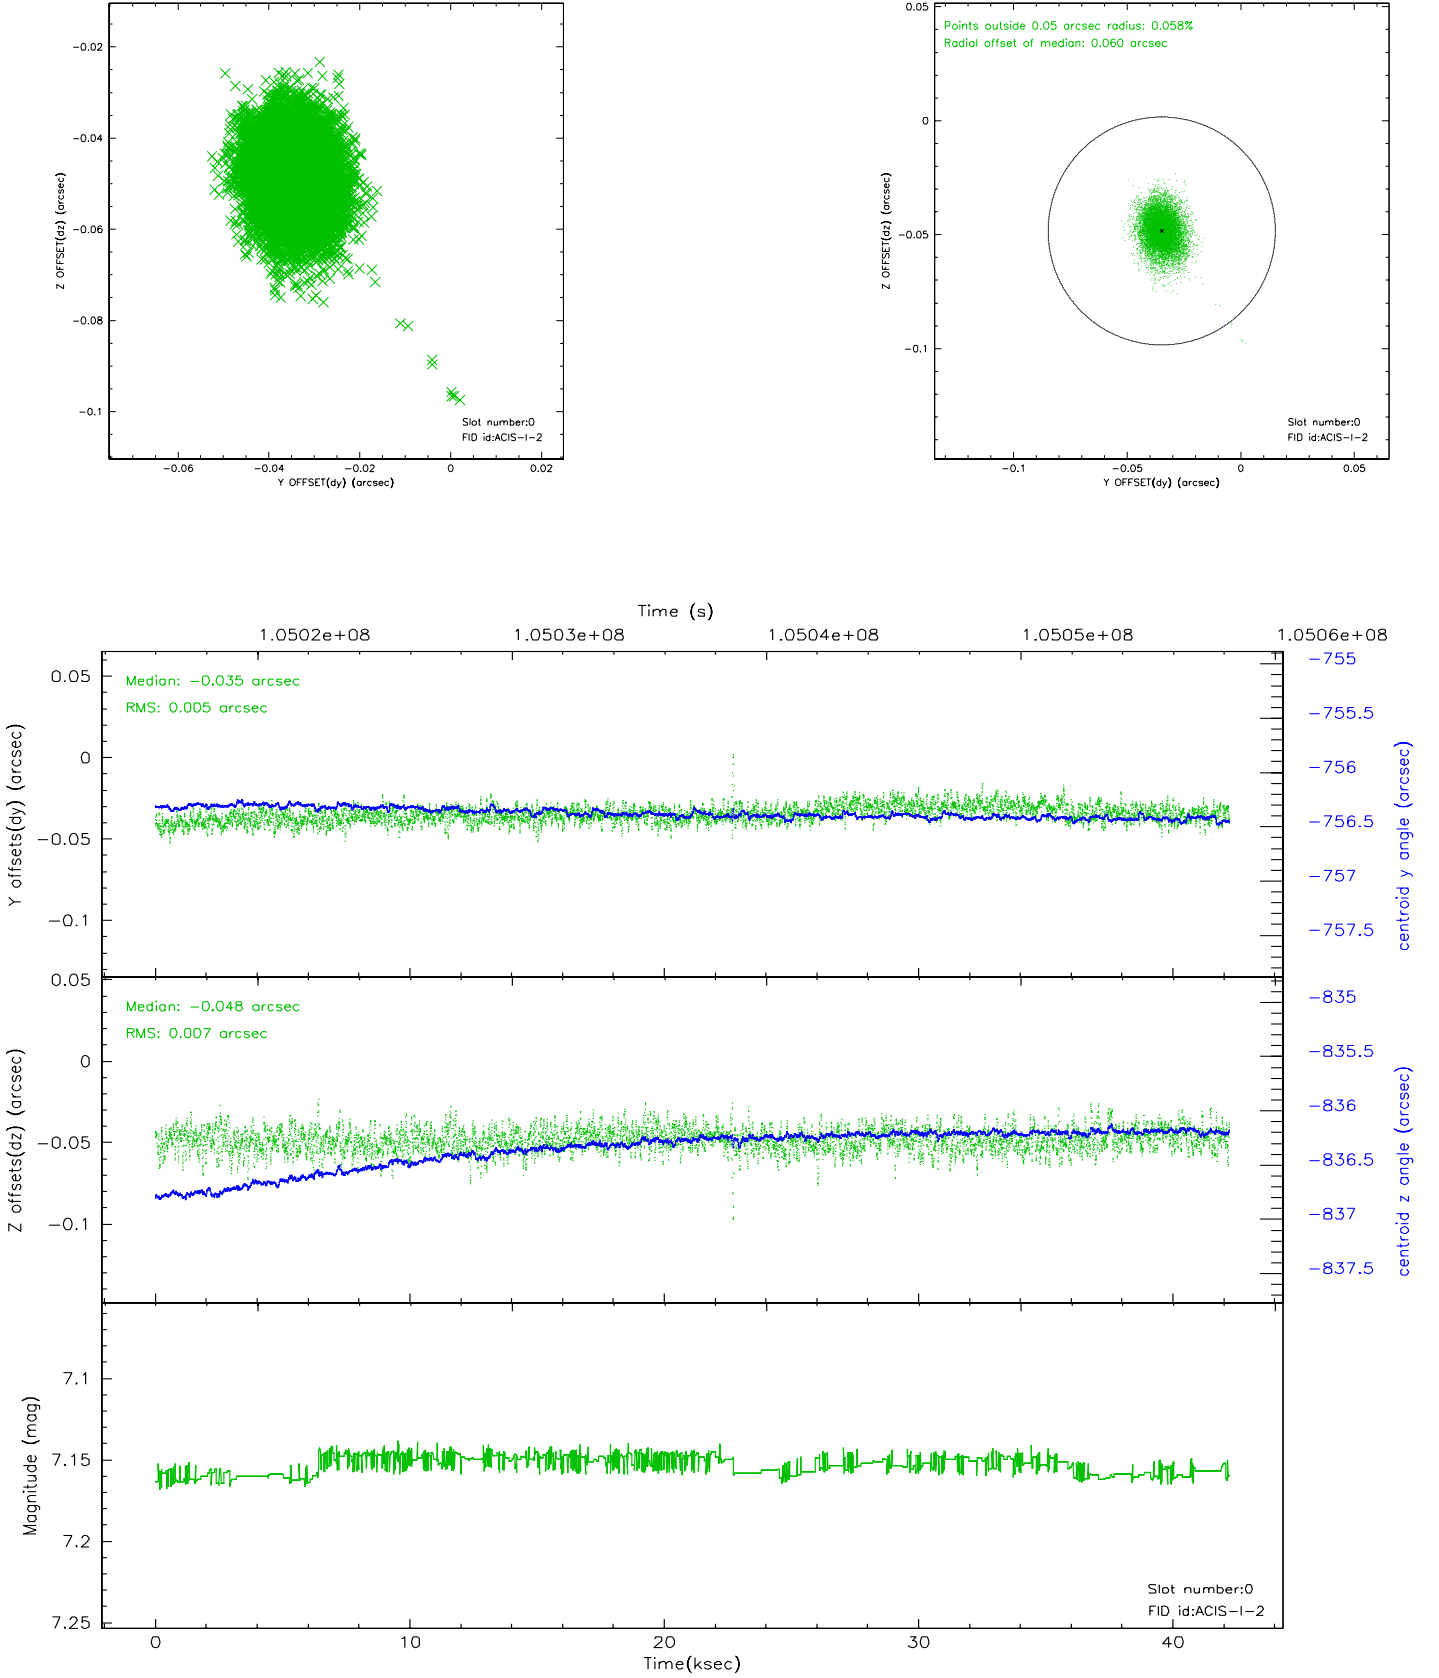 −0.02
−0.04
−0.06
−0.08
−0.1
Z OFFSET(dz) (arcsec)
Slot number:0
FID id:ACIS−I−2
−0.06 −0.04 −0.02 0 0.02
Y OFFSET(dy) (arcsec)
Points outside 0.05 arcsec radius: 0.058%
Radial offset of median: 0.060 arcsec
0.05
0
−0.05
−0.1
Z OFFSET(dz) (arcsec)
Slot number:0
FID id:ACIS−I−2
−0.1 −0.05 0 0.05
Y OFFSET(dy) (arcsec)
Time (s)
1.0502e+08 1.0503e+08 1.0504e+08 1.0505e+08 1.0506e+08
Median: −0.035 arcsec
RMS: 0.005 arcsec
0.05
0
−0.05
−0.1
Y offsets(dy) (arcsec)
−755
−755.5
−756
−756.5
−757
−757.5
centroid y angle (arcsec)
Median: −0.048 arcsec
RMS: 0.007 arcsec
0.05
0
−0.05
−0.1
Z offsets(dz) (arcsec)
−835
−835.5
−836
−836.5
−837
−837.5
centroid z angle (arcsec)
7.1
7.15
7.2
7.25
Magnitude (mag)
Slot number:0
FID id:ACIS−I−2
0 10 20 30 40
Time(ksec)